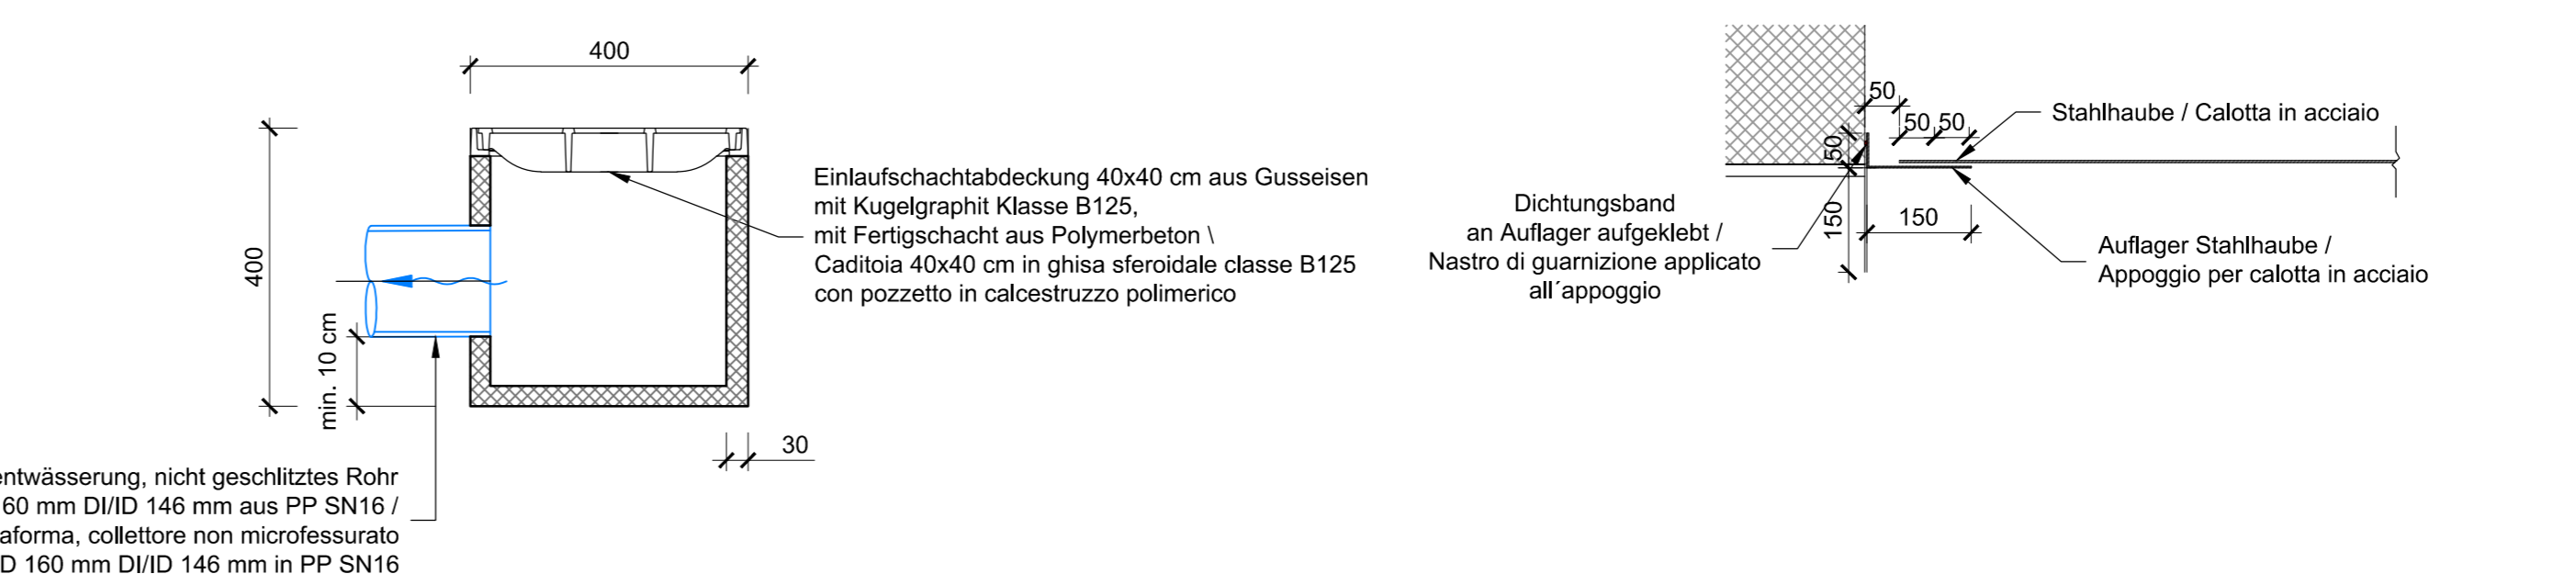 400
400
min. 10 cm
30
Einlaufschachtabdeckung 40x40 cm aus Gusseisen
mit Kugelgraphit Klasse B125,
mit Fertigschacht aus Polymerbeton \
Caditoia 40x40 cm in ghisa sferoidale classe B125
con pozzetto in calcestruzzo polimerico
entwässerung, nicht geschlitztes Rohr
60 mm DI/ID 146 mm aus PP SN16 /
aforma, collettore non microfessurato
D 160 mm DI/ID 146 mm in PP SN16
50
50 50
50
150
150
Stahlhaube / Calotta in acciaio
Dichtungsband
an Auflager aufgeklebt /
Nastro di guarnizione applicato
all´appoggio
Auflager Stahlhaube /
Appoggio per calotta in acciaio